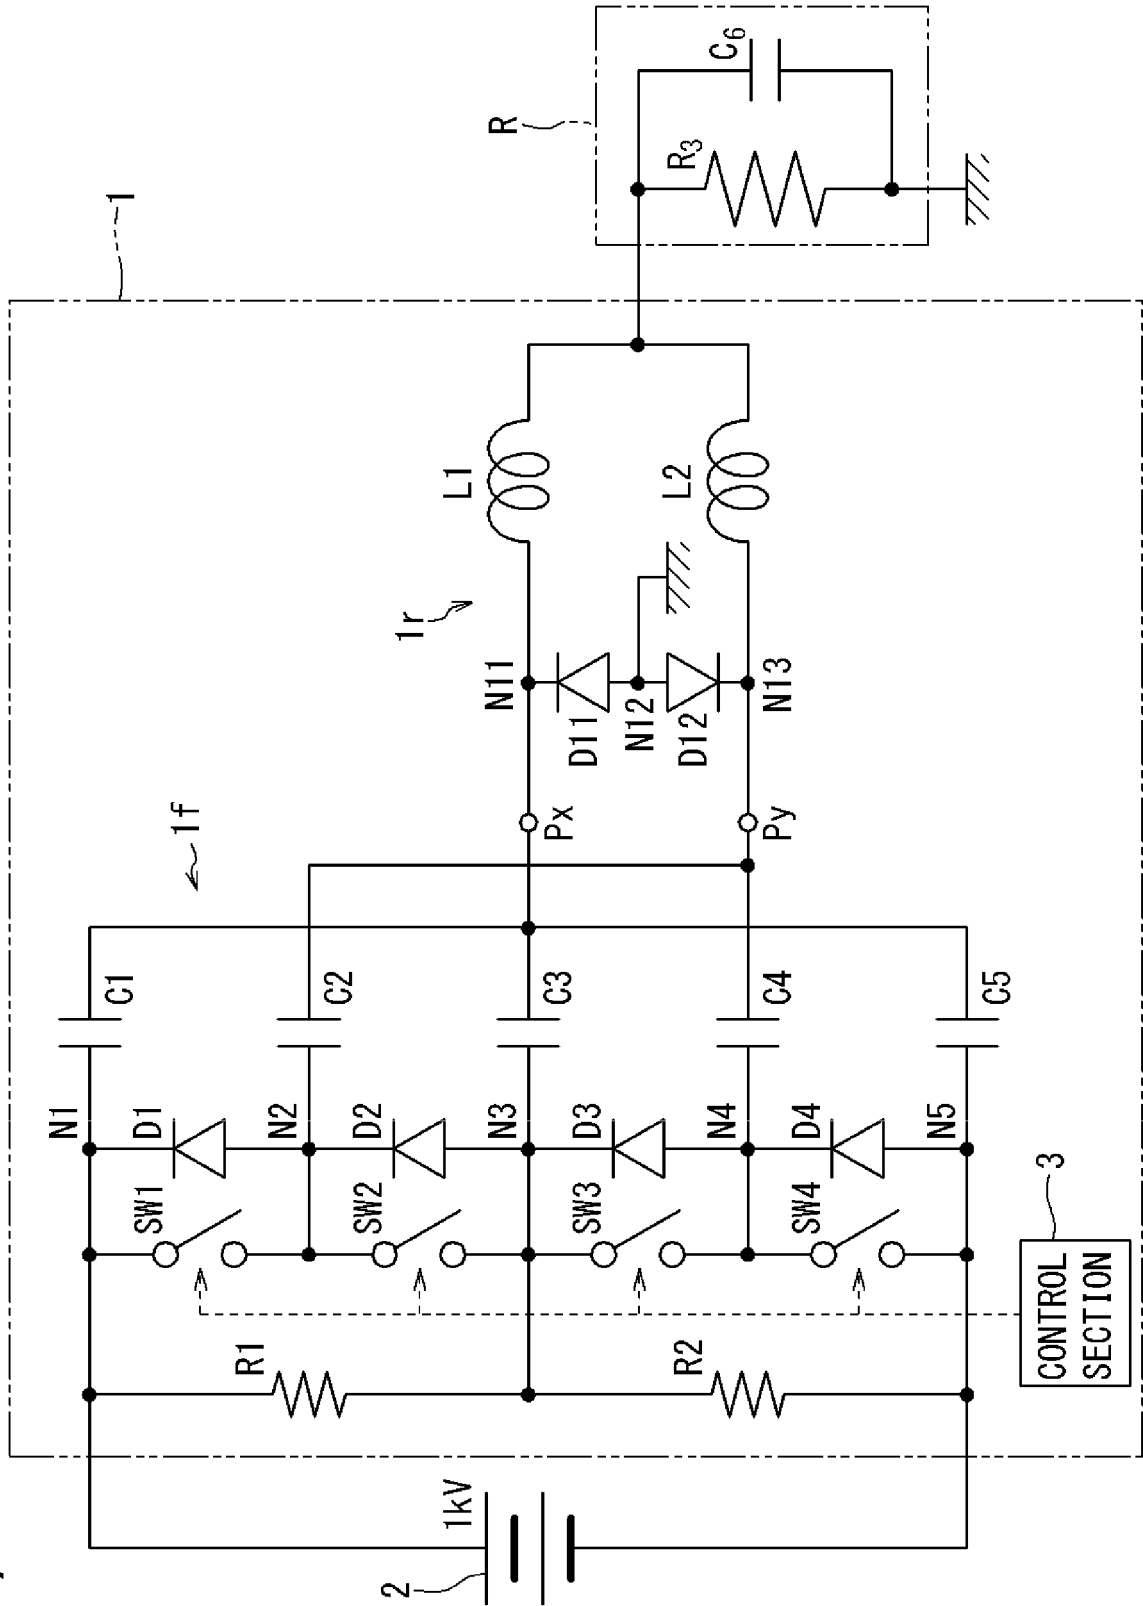 1
R
C6
R3
L1
L2
1r
N11
D11
N12
D12
N13
1f
Px
Py
C1
C2
C3
C4
C5
N1
D1
N2
D2
N3
D3
N4
D4
N5
SW1
SW2
SW3
SW4
3
CONTROL
SECTION
R1
R2
1kV
2